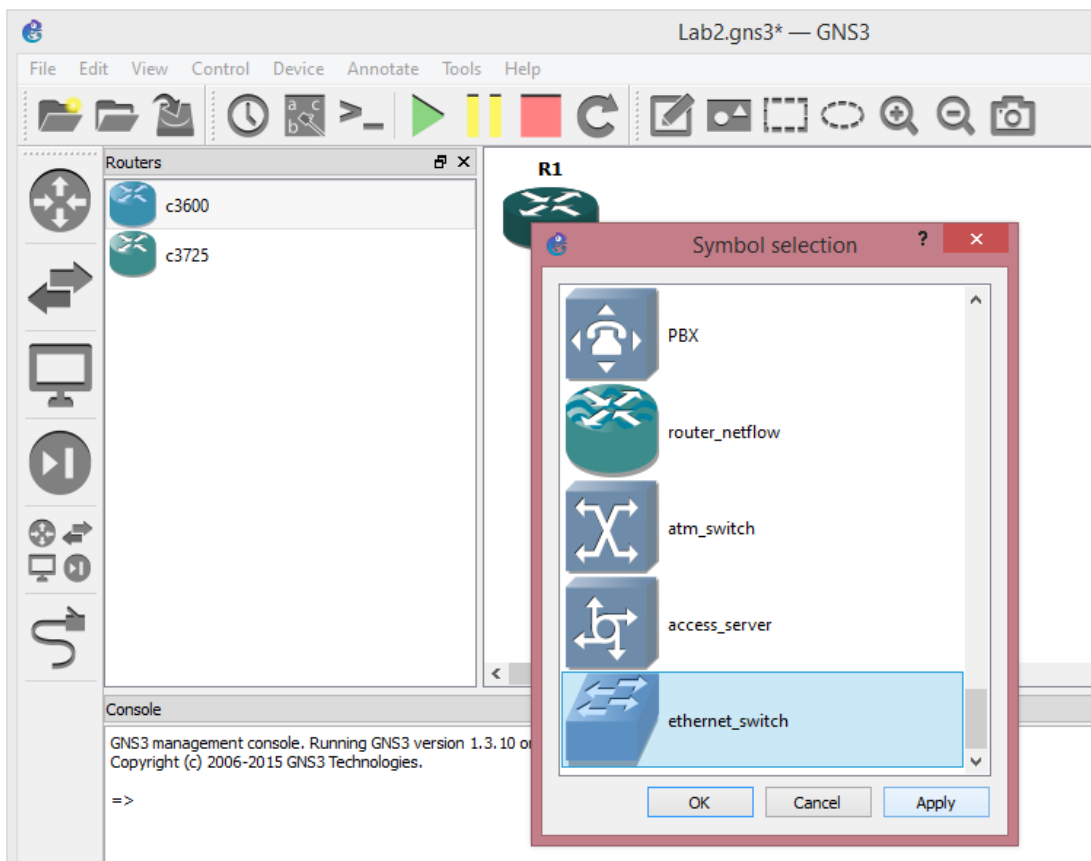 Lab2.gns3* — GNS3
File Edit View Control Device Annotate Tools Help
a c
b
>_
Routers
c3600
c3725
R1
Symbol selection
?
PBX
router_netflow
atm_switch
access_server
ethernet_switch
OK Cancel Apply
Console
GNS3 management console. Running GNS3 version 1.3.10 o
Copyright (c) 2006-2015 GNS3 Technologies.
=>